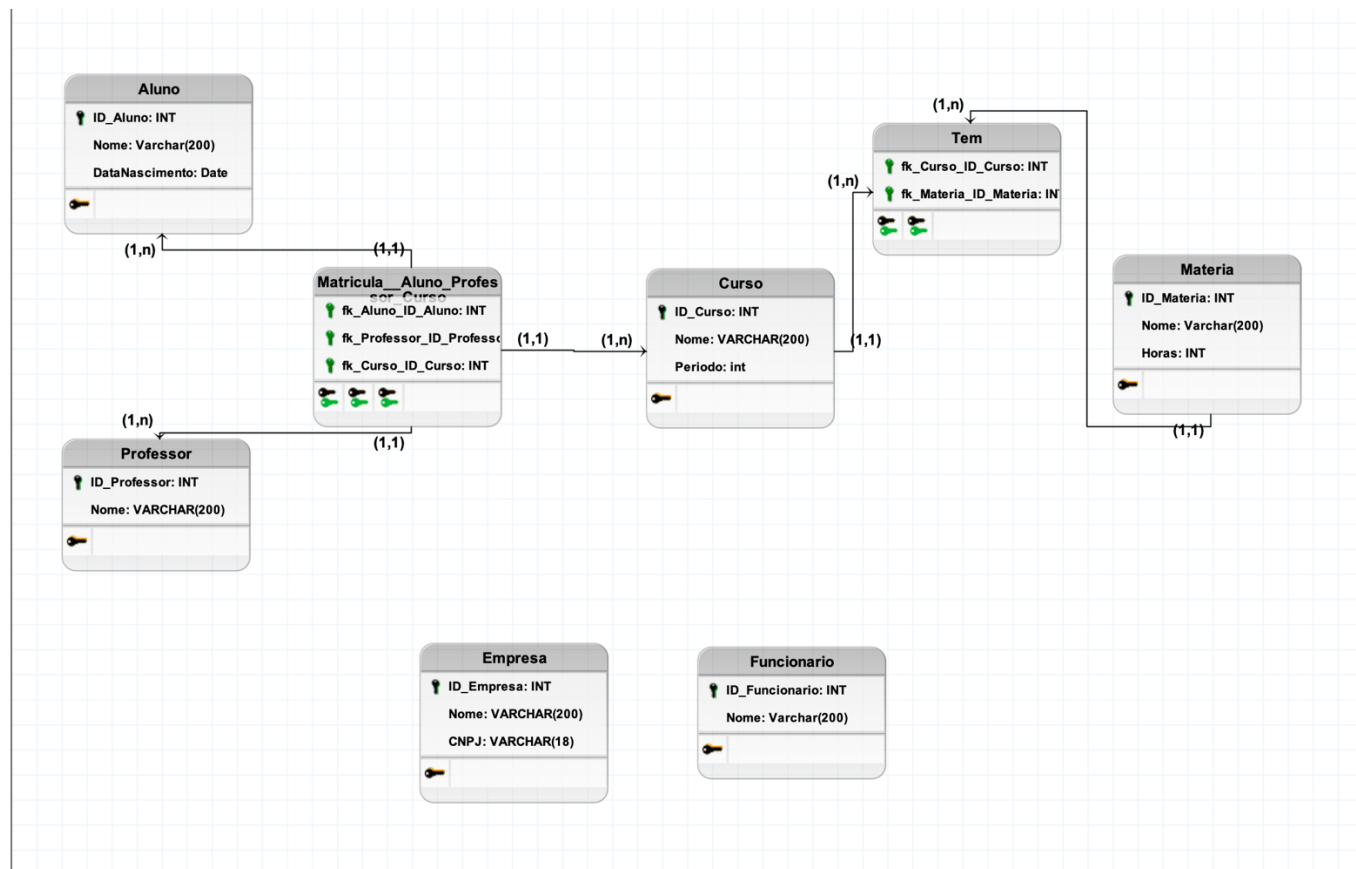 Aluno
ID_Aluno: INT
Nome: Varchar(200)
DataNascimento: Date
(1,n)
(1,1)
Matricula__Aluno_Profes
sor_Curso
fk_Aluno_ID_Aluno: INT
fk_Professor_ID_Professo
fk_Curso_ID_Curso: INT
(1,1)
(1,n)
(1,n)
(1,1)
Professor
ID_Professor: INT
Nome: VARCHAR(200)
Curso
ID_Curso: INT
Nome: VARCHAR(200)
Periodo: int
(1,1)
(1,n)
(1,n)
Tem
fk_Curso_ID_Curso: INT
fk_Materia_ID_Materia: IN
Materia
ID_Materia: INT
Nome: Varchar(200)
Horas: INT
(1,1)
Empresa
ID_Empresa: INT
Nome: VARCHAR(200)
CNPJ: VARCHAR(18)
Funcionario
ID_Funcionario: INT
Nome: Varchar(200)